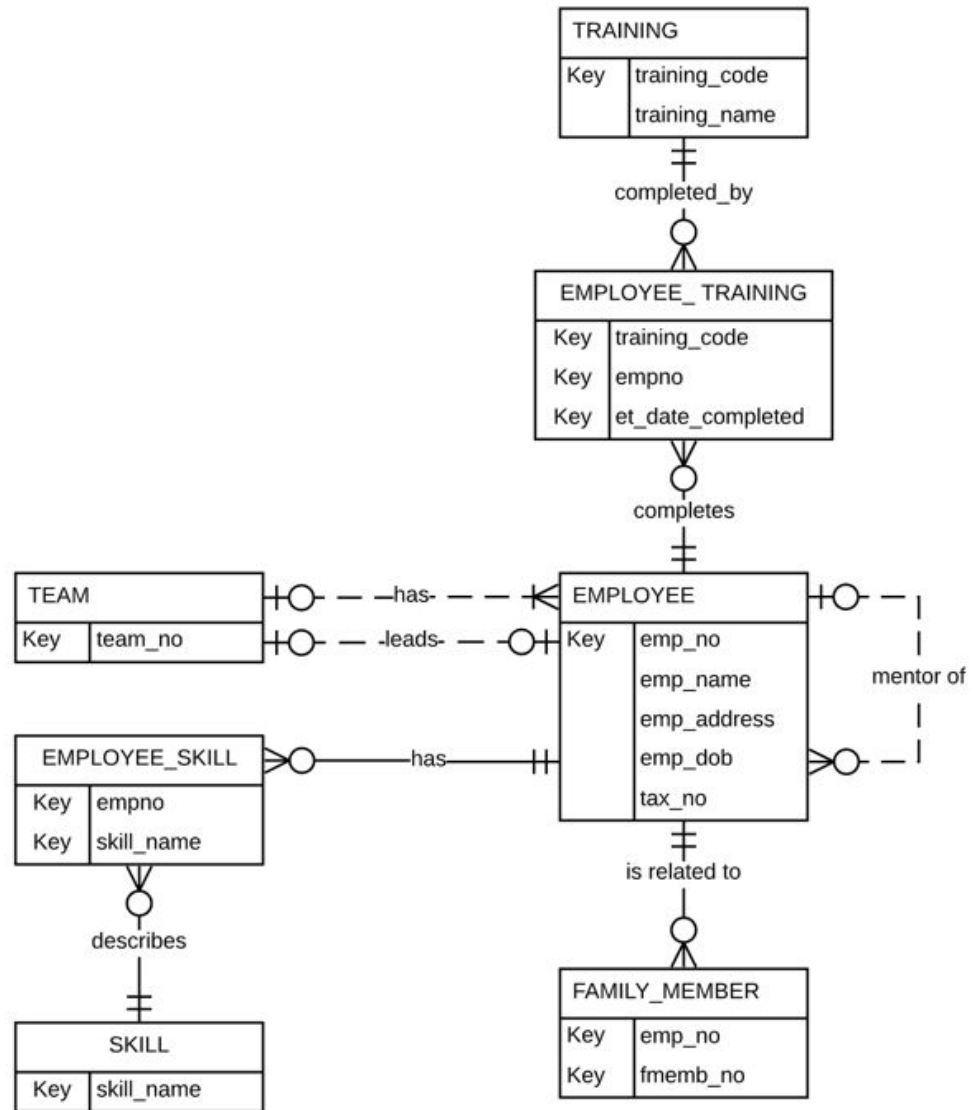 TRAINING
Key training_code
training_name
completed_by
EMPLOYEE_ TRAINING
Key training_code
Key empno
Key et_date_completed
completes
TEAM
Key team_no
has
leads
EMPLOYEE
Key emp_no
emp_name
emp_address
emp_dob
tax_no
mentor of
EMPLOYEE_SKILL
Key empno
Key skill_name
has
is related to
describes
FAMILY_MEMBER
Key emp_no
Key fmemb_no
SKILL
Key skill_name